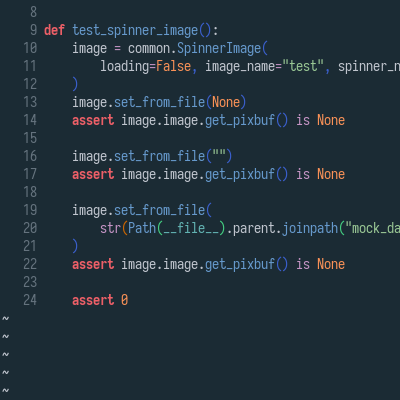 8
9 def test_spinner_image():
10 image = common.SpinnerImage(
11 loading=False, image_name="test", spinner_n
12 )
13 image.set_from_file(None)
14 assert image.image.get_pixbuf() is None
15
16 image.set_from_file("")
17 assert image.image.get_pixbuf() is None
18
19 image.set_from_file(
20 str(Path(__file__).parent.joinpath("mock_da
21 )
22 assert image.image.get_pixbuf() is None
23
24 assert 0
~
~
~
~
~